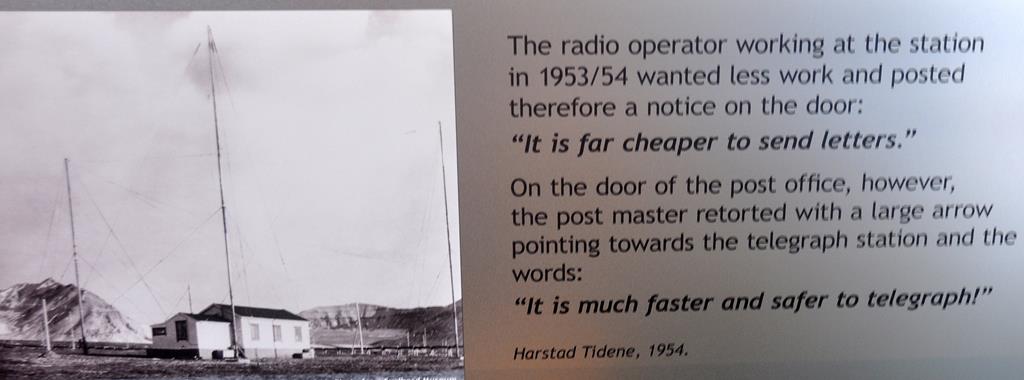 The radio operator working at the station
in 1953/54 wanted less work and posted
therefore a notice on the door:
“It is far cheaper to send letters.”
On the door of the post office, however,
the post master retorted with a large arrow
pointing towards the telegraph station and the
words:
“It is much faster and safer to telegraph!”
Harstad Tidene, 1954.